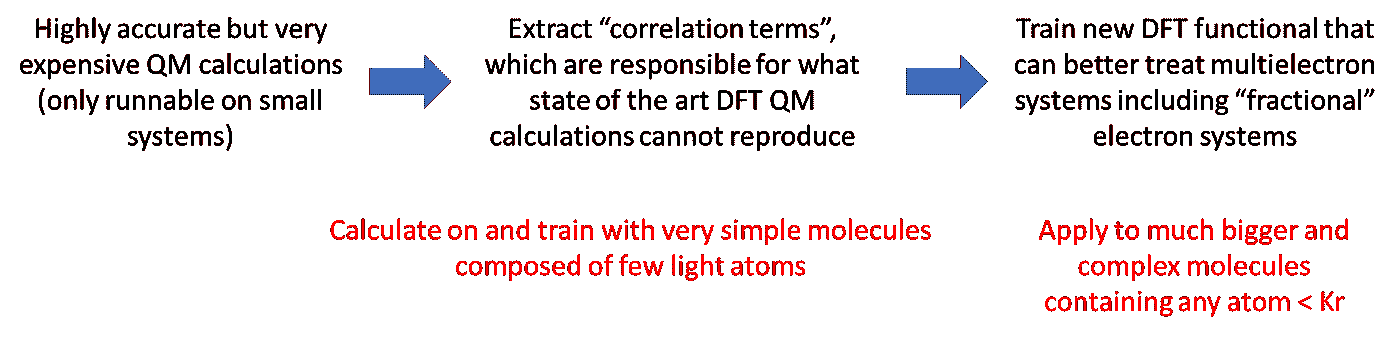 Highly accurate but very
expensive QM calculations
(only runnable on small
systems)
Extract “correlation terms”,
which are responsible for what
state of the art DFT QM
calculations cannot reproduce
Train new DFT functional that
can better treat multielectron
systems including “fractional”
electron systems
Calculate on and train with very simple molecules
composed of few light atoms
Apply to much bigger and
complex molecules
containing any atom < Kr